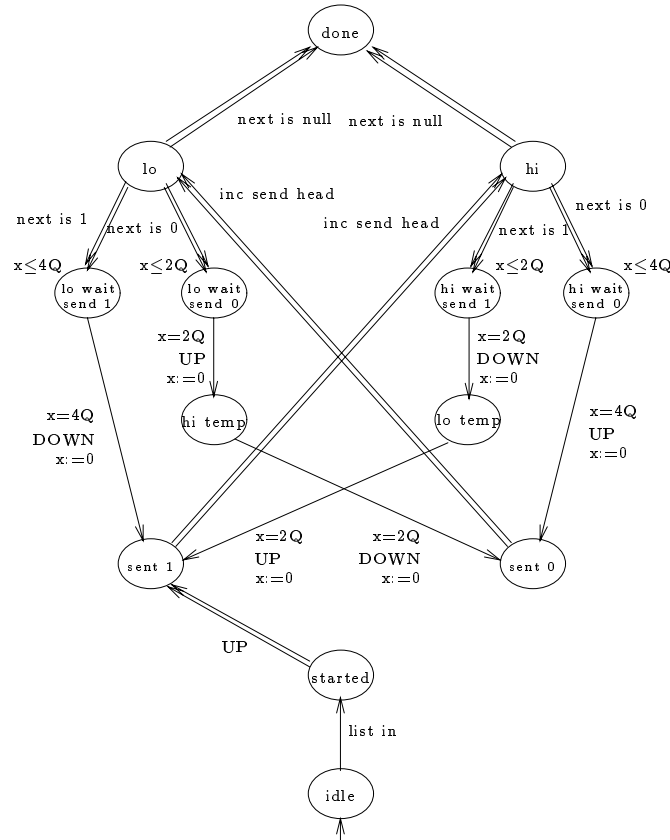 done
next is null
next is null
lo
hi
inc send head
inc send head
next is 1
next is 0
next is 1
next is 0
x≤4Q
x≤2Q
x≤2Q
x≤4Q
lo wait
send 1
lo wait
send 0
hi wait
send 1
hi wait
send 0
x=2Q
UP
x:=0
x=2Q
DOWN
x:=0
hi temp
lo temp
x=4Q
DOWN
x:=0
x=4Q
UP
x:=0
x=2Q
UP
x:=0
x=2Q
DOWN
x:=0
sent 1
sent 0
UP
started
list in
idle